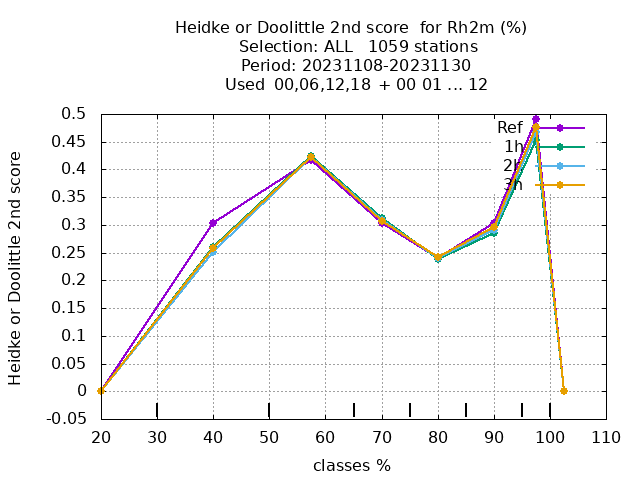 Heidke or Doolittle 2nd score  for Rh2m (%)
Selection: ALL   1059 stations
Period: 20231108-20231130
Used  00,06,12,18  + 00 01 ... 12
Heidke or Doolittle 2nd score
0.5
0.45
0.4
0.35
0.3
0.25
0.2
0.15
0.1
0.05
0
-0.05
Ref
1h
2h
3h
20 30 40 50 60 70 80 90 100 110
classes %